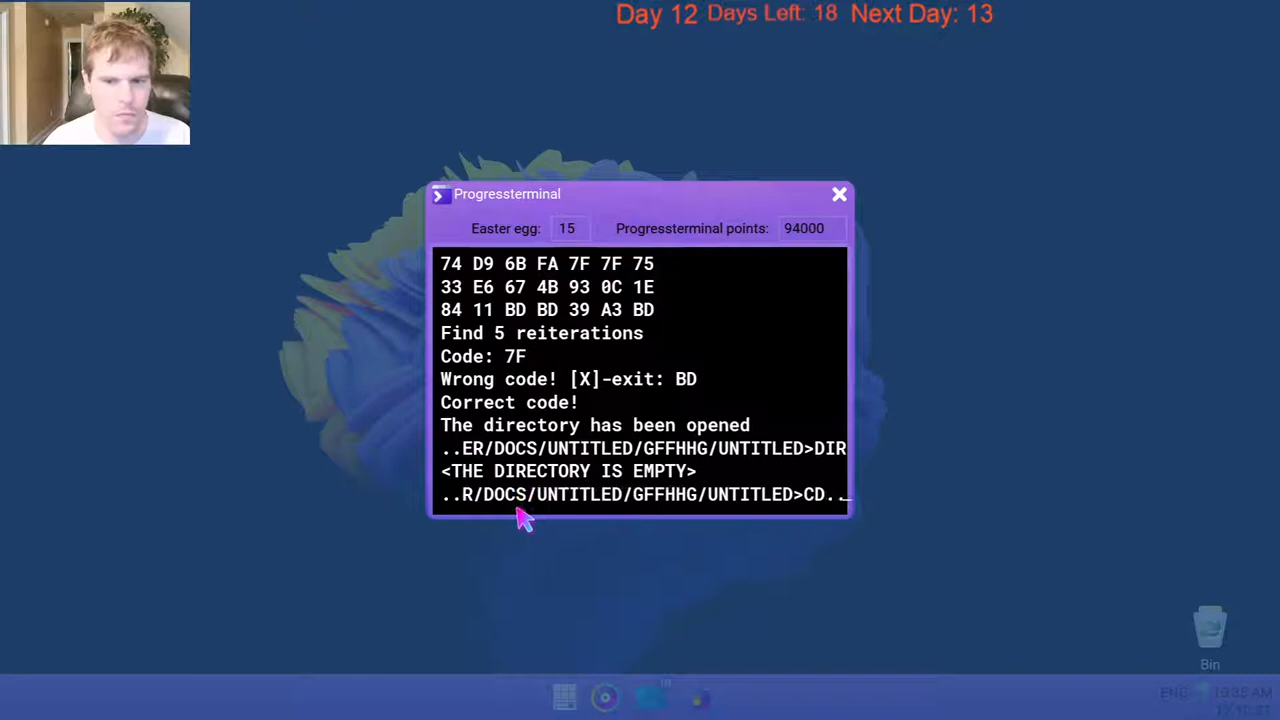 Day 12 Days Left: 18 Next Day: 13
Progressterminal
Easter egg: 15 Progressterminal points: 94000
74 D9 6B FA 7F 7F 75
33 E6 67 4B 93 0C 1E
84 11 BD BD 39 A3 BD
Find 5 reiterations
Code: 7F
Wrong code! [X]-exit: BD
Correct code!
The directory has been opened
..ER/DOCS/UNTITLED/GFFHHG/UNTITLED>DIR
<THE DIRECTORY IS EMPTY>
..R/DOCS/UNTITLED/GFFHHG/UNTITLED>CD.._
Bin
ENG